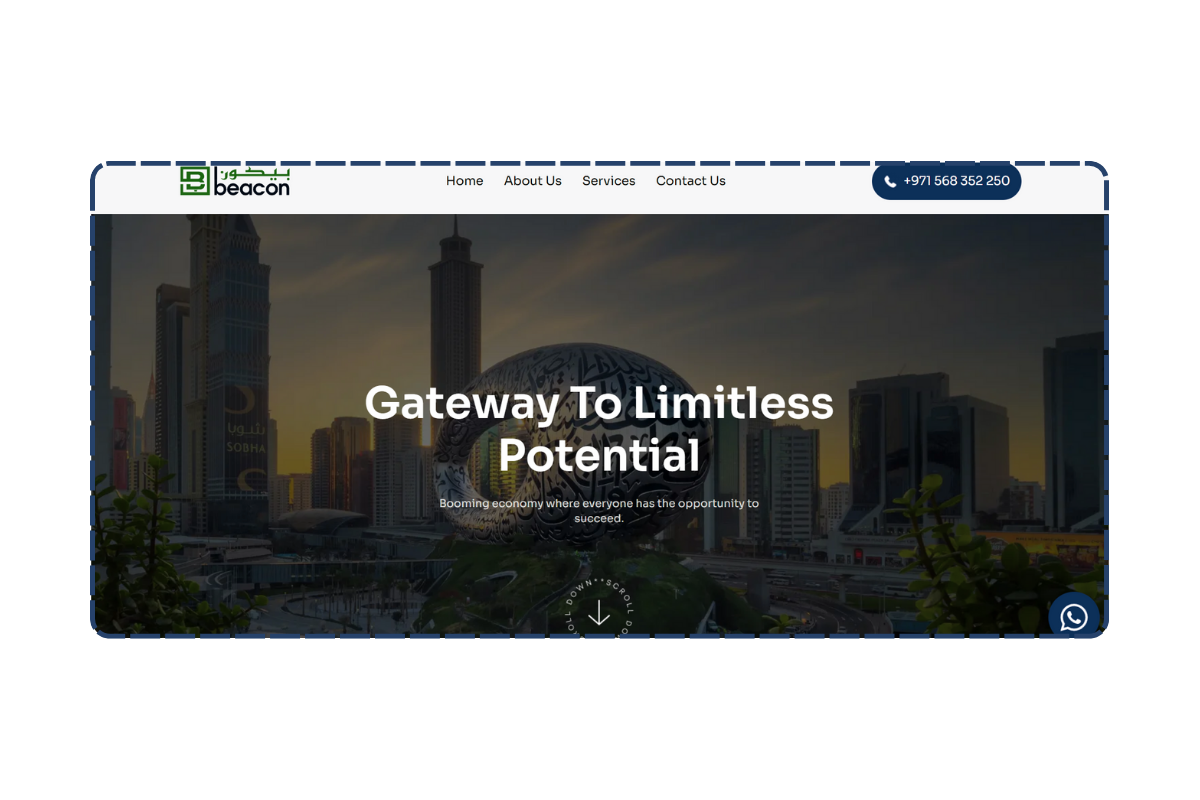 بيكون
beacon
Home
About Us
Services
Contact Us
+971 568 352 250
شوبا
SOBHA
Gateway To Limitless
Potential
Booming economy where everyone has the opportunity to
succeed.
SCROLL DOWN**SCROLL DOWN